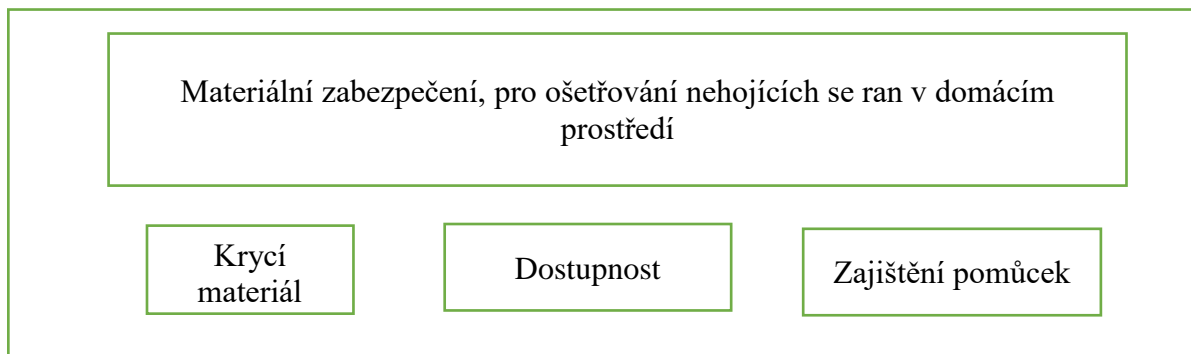 Materiální zabezpečení, pro ošetřování nehojících se ran v domácím
prostředí
Krycí
materiál
Dostupnost
Zajištění pomůcek